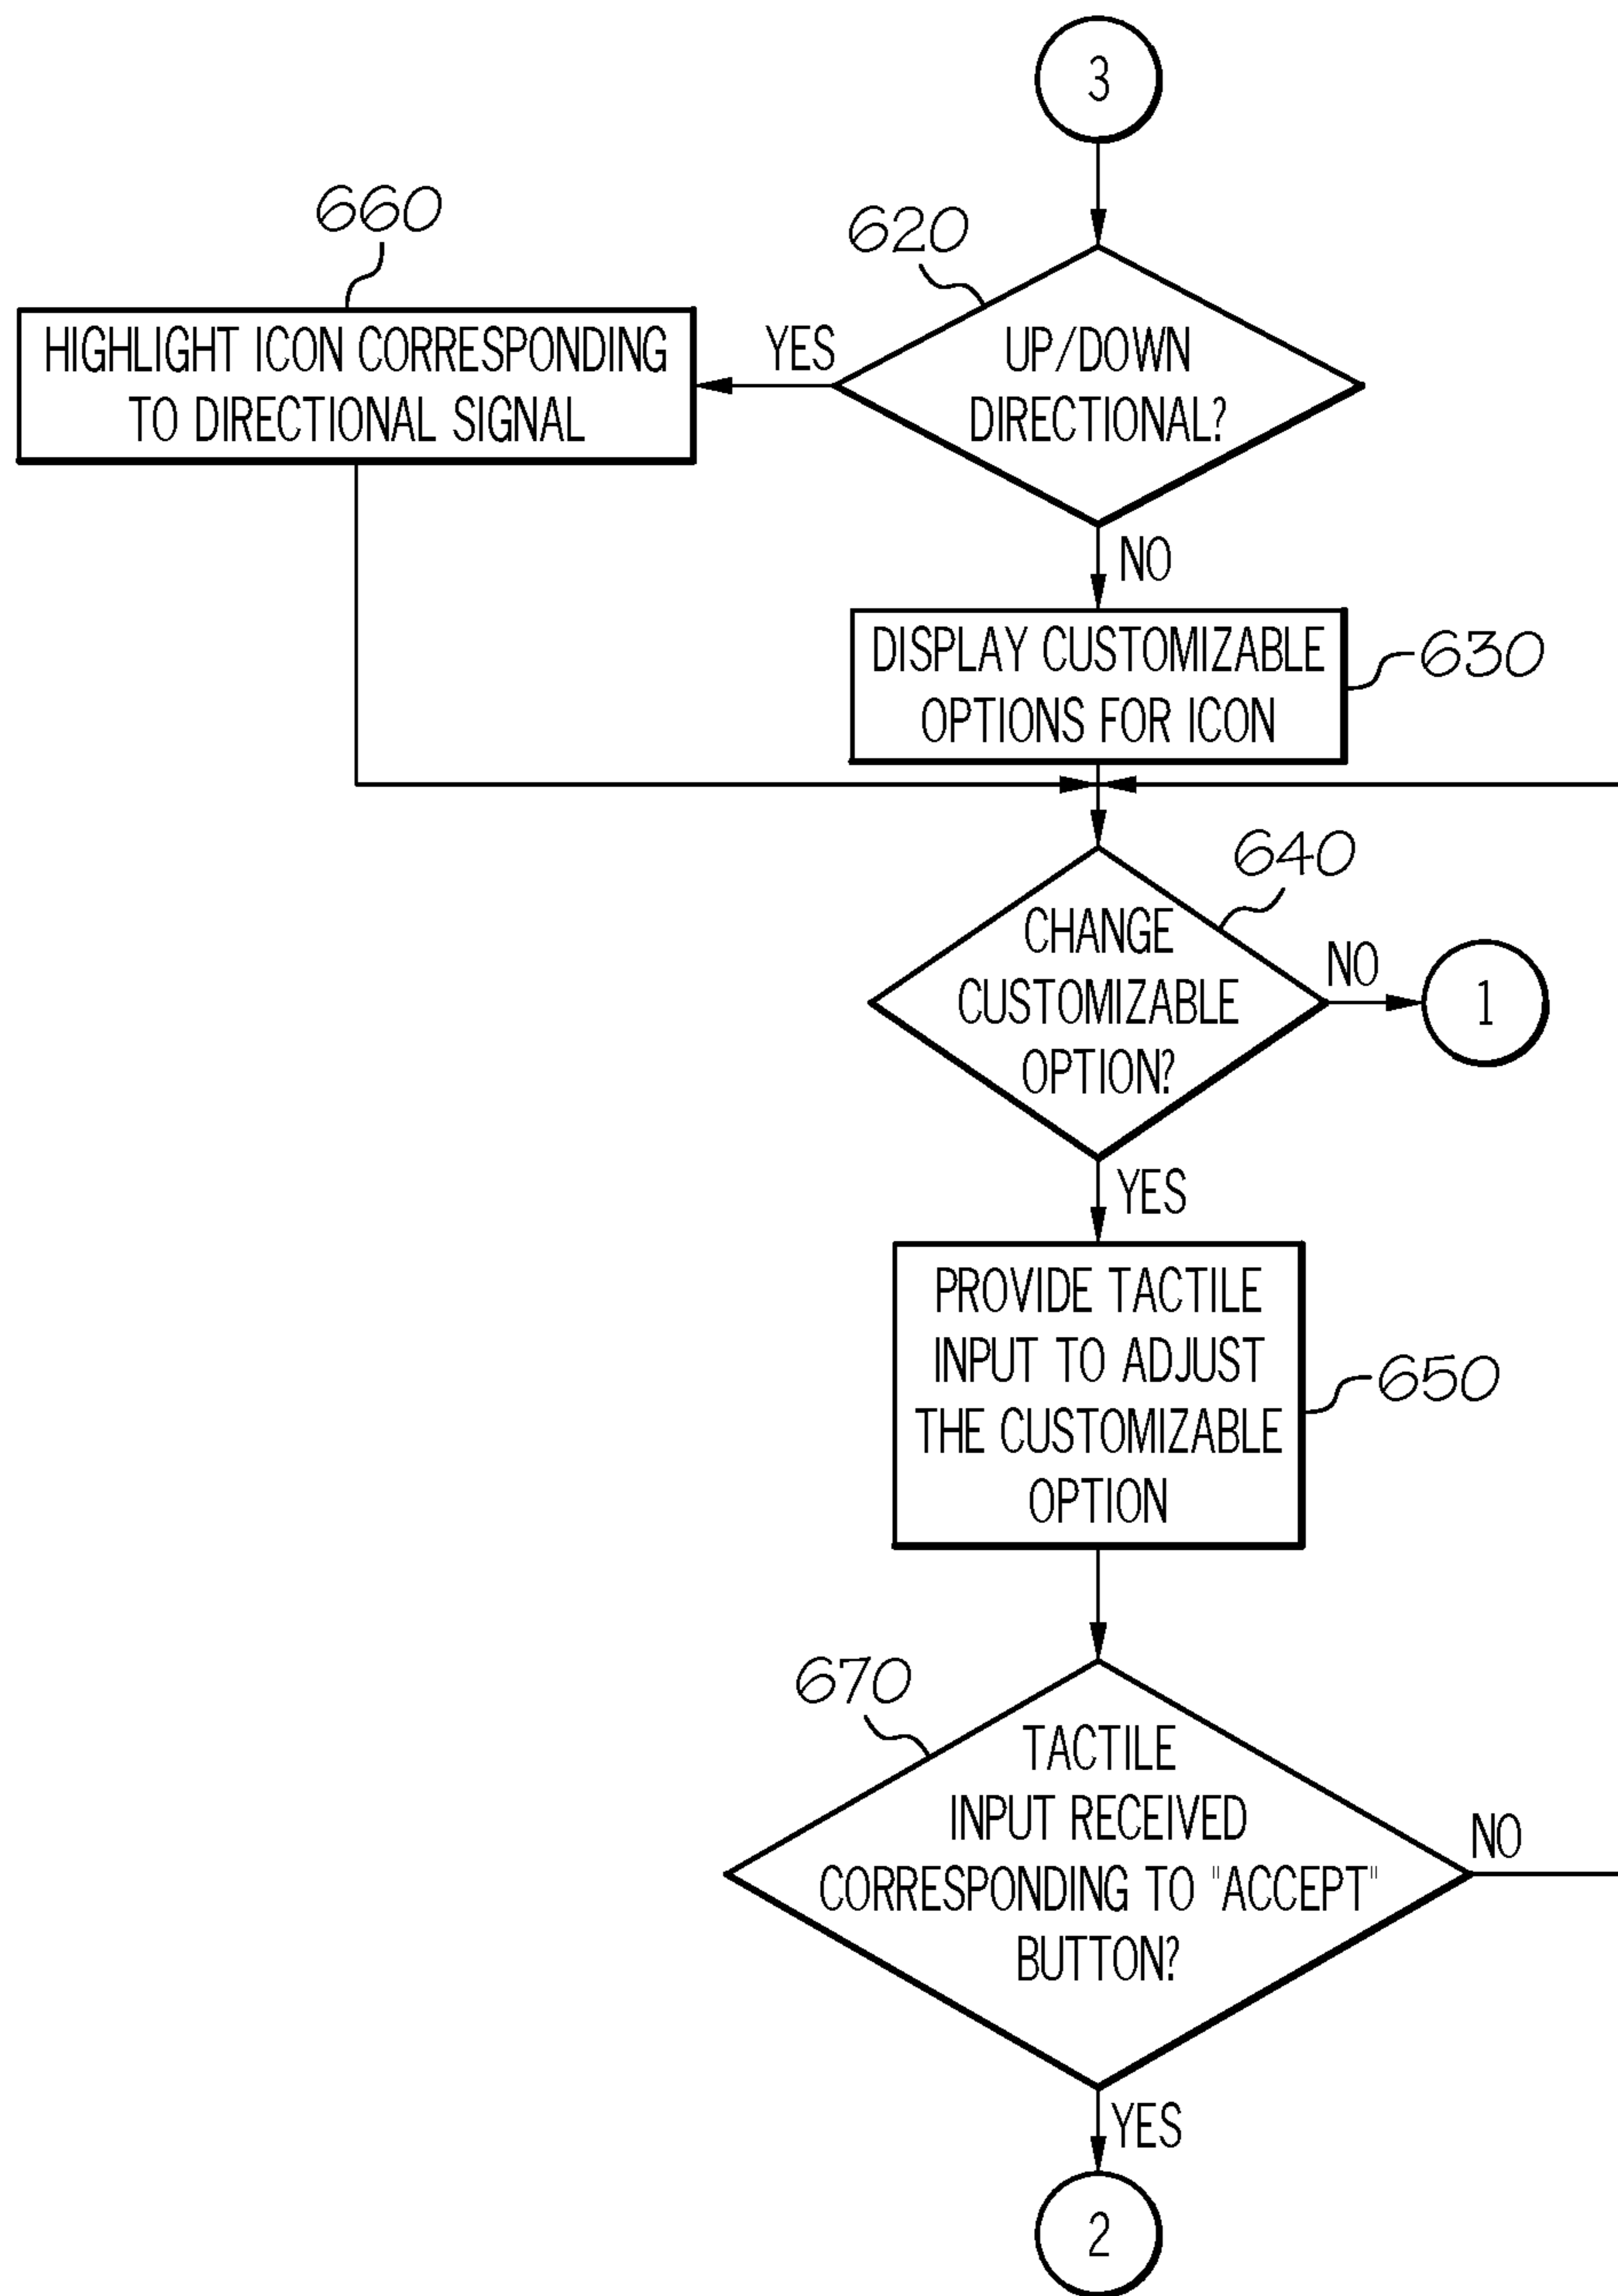 3
660
620
HIGHLIGHT ICON CORRESPONDING
TO DIRECTIONAL SIGNAL
YES
UP/DOWN
DIRECTIONAL?
NO
DISPLAY CUSTOMIZABLE
OPTIONS FOR ICON
630
640
CHANGE
CUSTOMIZABLE
OPTION?
NO
1
YES
PROVIDE TACTILE
INPUT TO ADJUST
THE CUSTOMIZABLE
OPTION
650
670
TACTILE
INPUT RECEIVED
CORRESPONDING TO "ACCEPT"
BUTTON?
NO
YES
2